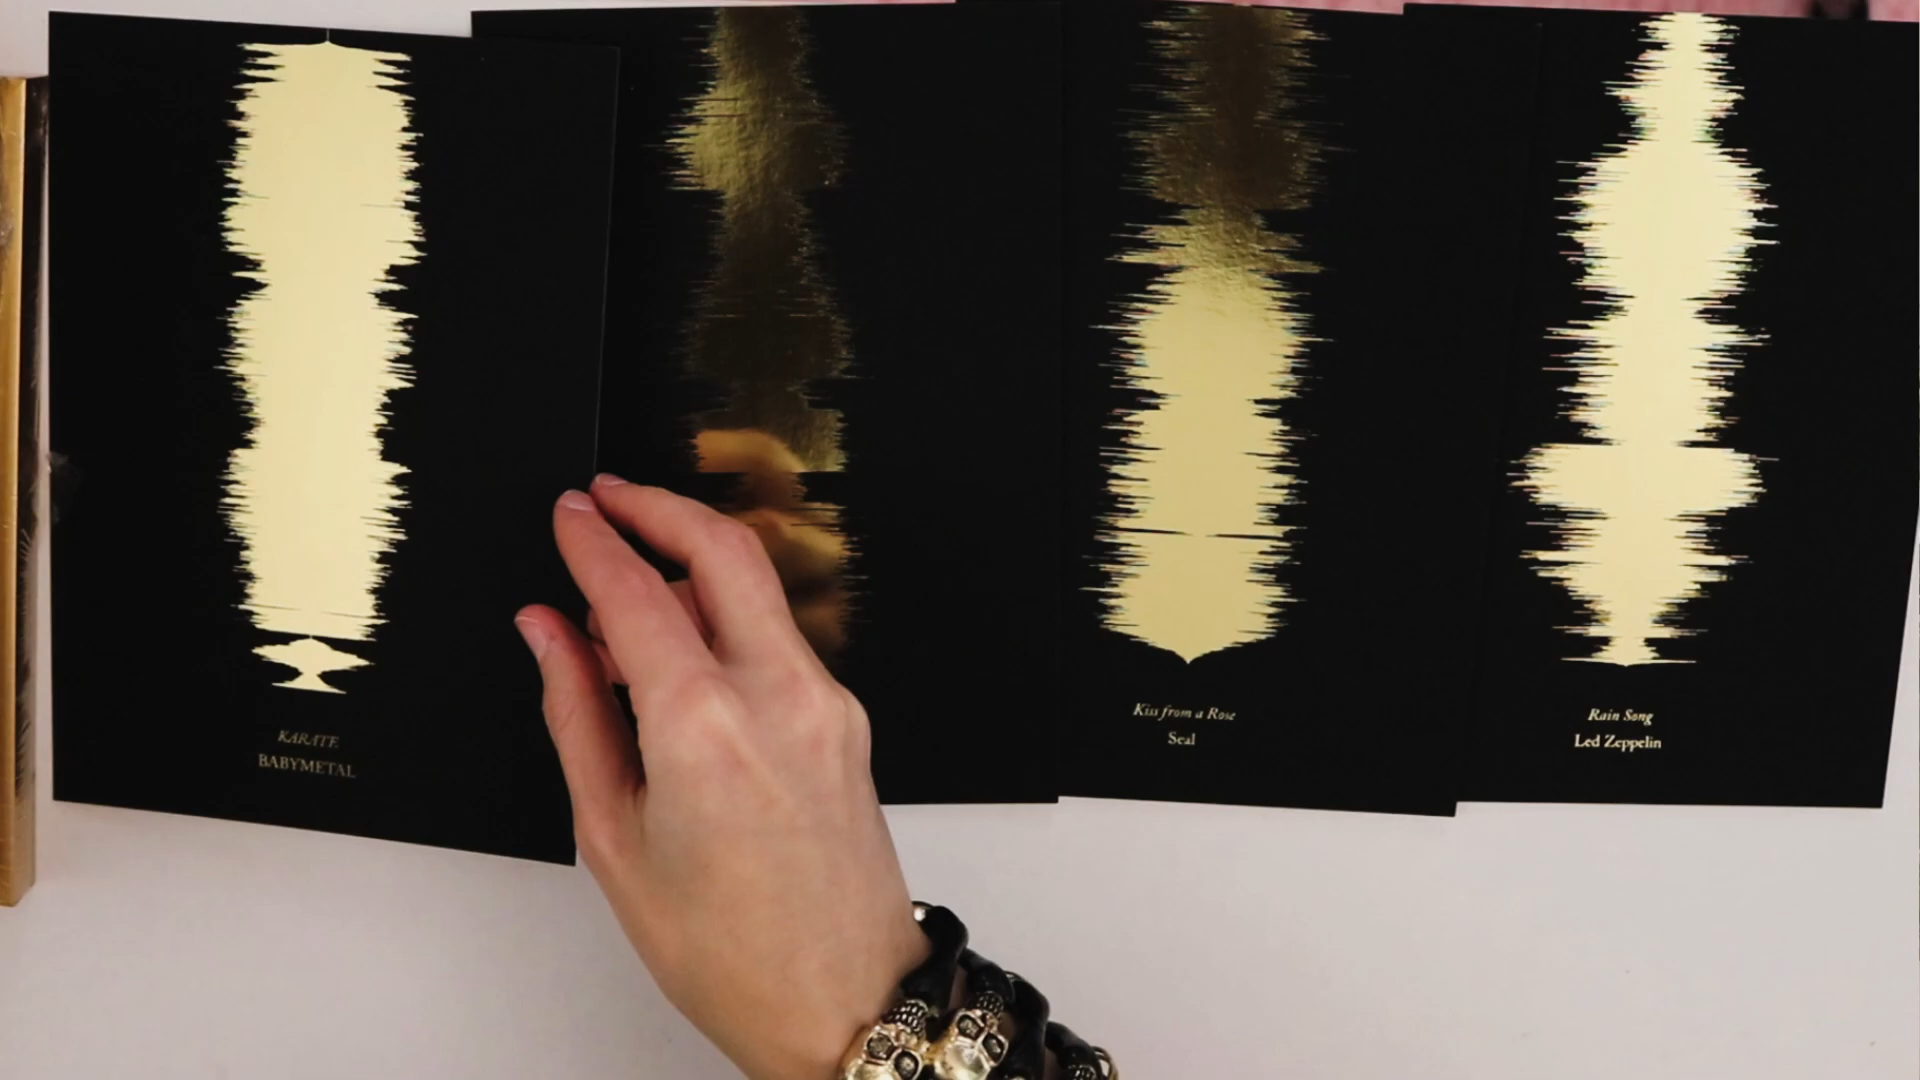 KARATE
BABYMETAL
Kiss from a Rose
Seal
Rain Song
Led Zeppelin